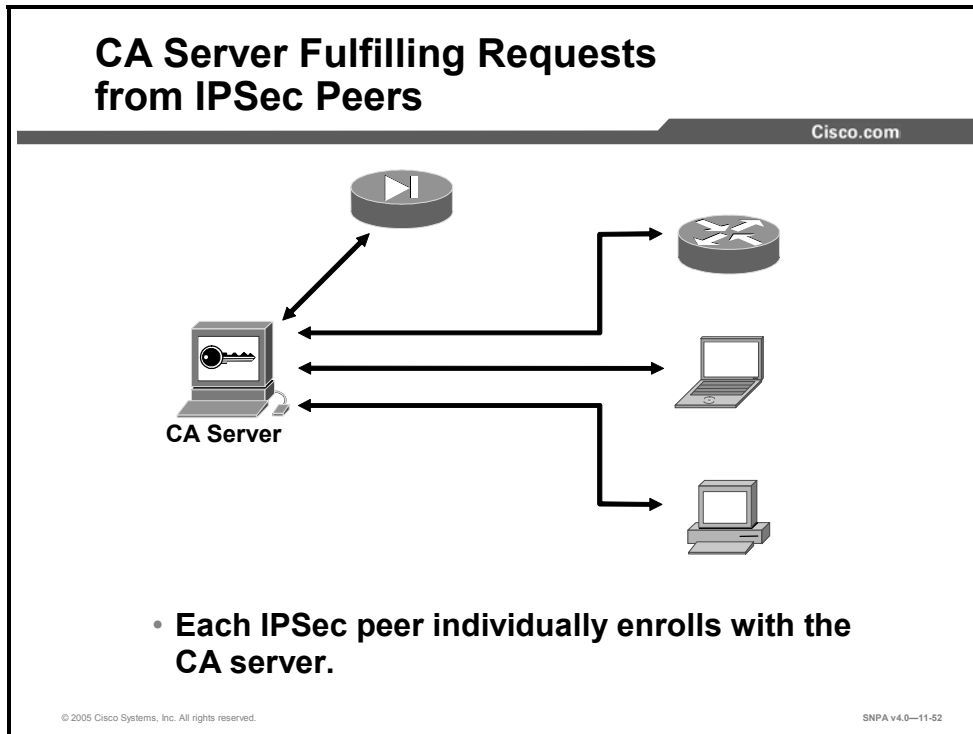 CA Server Fulfilling Requests
from IPSec Peers
Cisco.com
CA Server
• Each IPSec peer individually enrolls with the
CA server.
© 2005 Cisco Systems, Inc. All rights reserved.
SNPA v4.0—11-52